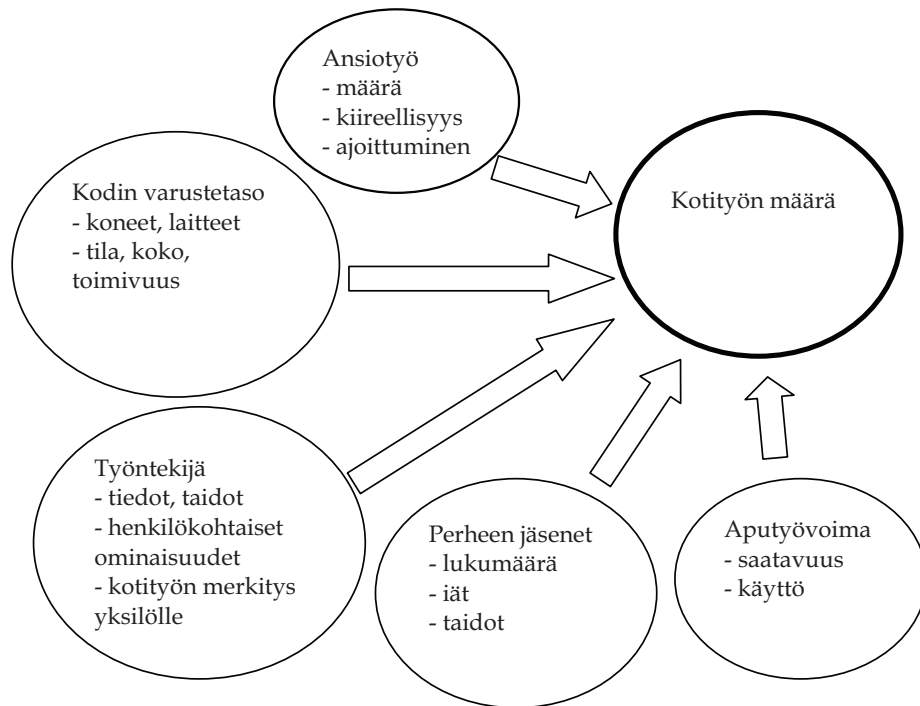 Ansiotyö
- määrä
- kiireellisyys
- ajoittuminen
Kodin varustetaso
- koneet, laitteet
- tila, koko,
toimivuus
Kotityön määrä
Työntekijä
- tiedot, taidot
- henkilökohtaiset
ominaisuudet
- kotityön merkitys
yksilölle
Perheen jäsenet
- lukumäärä
- iät
- taidot
Aputyövoima
- saatavuus
- käyttö